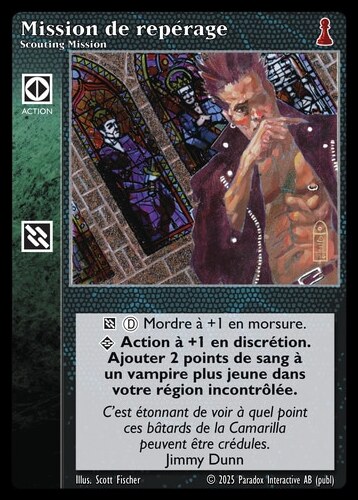 Mission de repérage
Scouting Mission
ACTION
D Mordre à +1 en morsure.
Action à +1 en discrétion.
Ajouter 2 points de sang à
un vampire plus jeune dans
votre région incontrôlée.
C'est étonnant de voir à quel point
ces bâtards de la Camarilla
peuvent être crédules.
Jimmy Dunn
Illus. Scott Fischer © 2025 Paradox Interactive AB (publ)